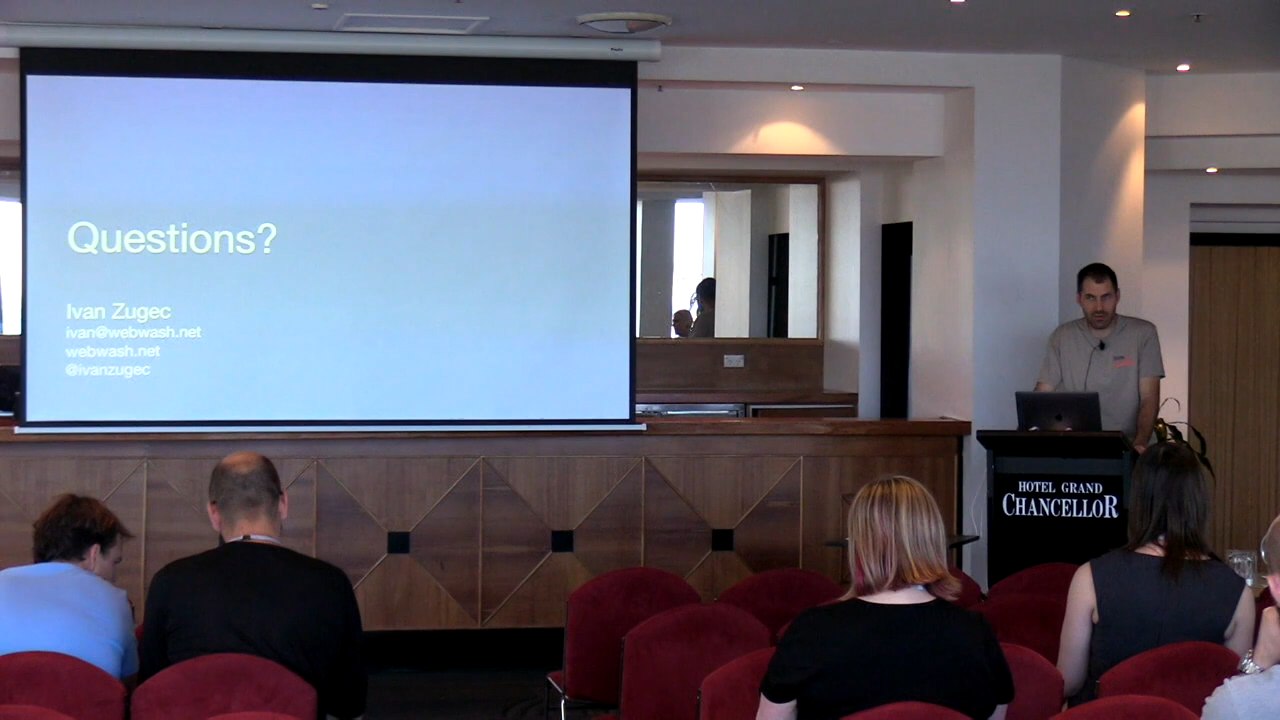 Questions?
Ivan Zugec
ivan@webwash.net
webwash.net
@ivanzugec
HOTEL GRAND
CHANCELLOR